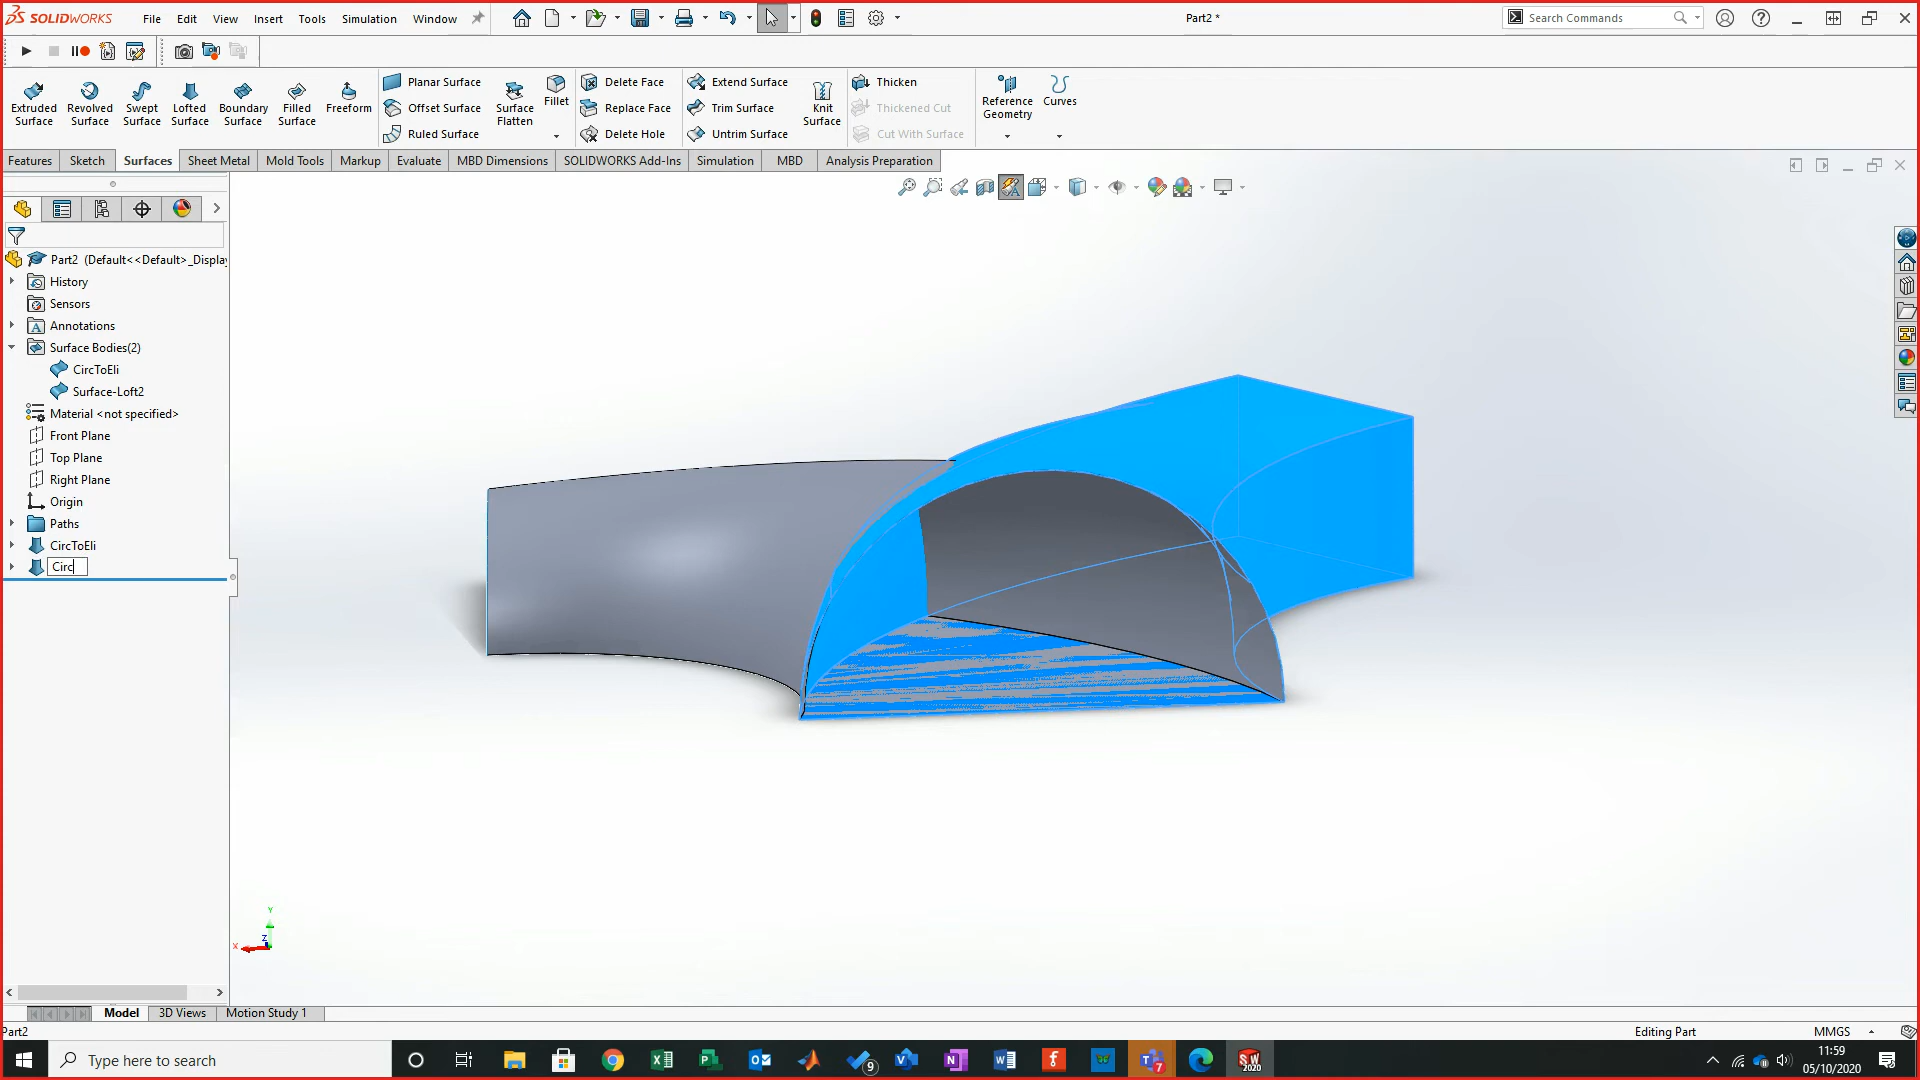 SOLIDWORKS File Edit View Insert Tools Simulation Window Part2 * Search Commands
Extruded Surface
Revolved Surface
Swept Surface
Lofted Surface
Boundary Surface
Filled Surface
Freeform
Planar Surface
Offset Surface
Ruled Surface
Surface Flatten
Fillet
Delete Face
Replace Face
Delete Hole
Extend Surface
Trim Surface
Untrim Surface
Knit Surface
Thicken
Thickened Cut
Cut With Surface
Reference Geometry
Curves
Features Sketch Surfaces Sheet Metal Mold Tools Markup Evaluate MBD Dimensions SOLIDWORKS Add-Ins Simulation MBD Analysis Preparation
Part2 (Default<<Default>_Display
History
Sensors
Annotations
Surface Bodies(2)
CircToEli
Surface-Loft2
Material <not specified>
Front Plane
Top Plane
Right Plane
Origin
Paths
CircToEli
Circ
Y
Z
X
Model 3D Views Motion Study 1
Part2 Editing Part MMGS
Type here to search
9
7
SW 2020
11:59
05/10/2020